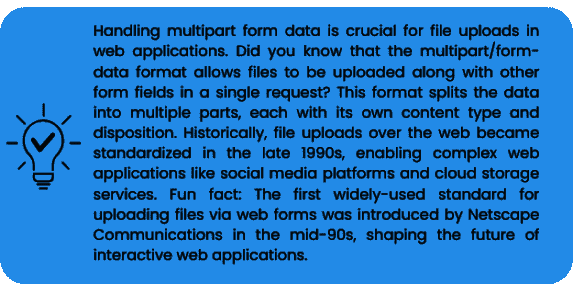 Handling multipart form data is crucial for file uploads in
web applications. Did you know that the multipart/form-
data format allows files to be uploaded along with other
form fields in a single request? This format splits the data
into multiple parts, each with its own content type and
disposition. Historically, file uploads over the web became
standardized in the late 1990s, enabling complex web
applications like social media platforms and cloud storage
services. Fun fact: The first widely-used standard for
uploading files via web forms was introduced by Netscape
Communications in the mid-90s, shaping the future of
interactive web applications.